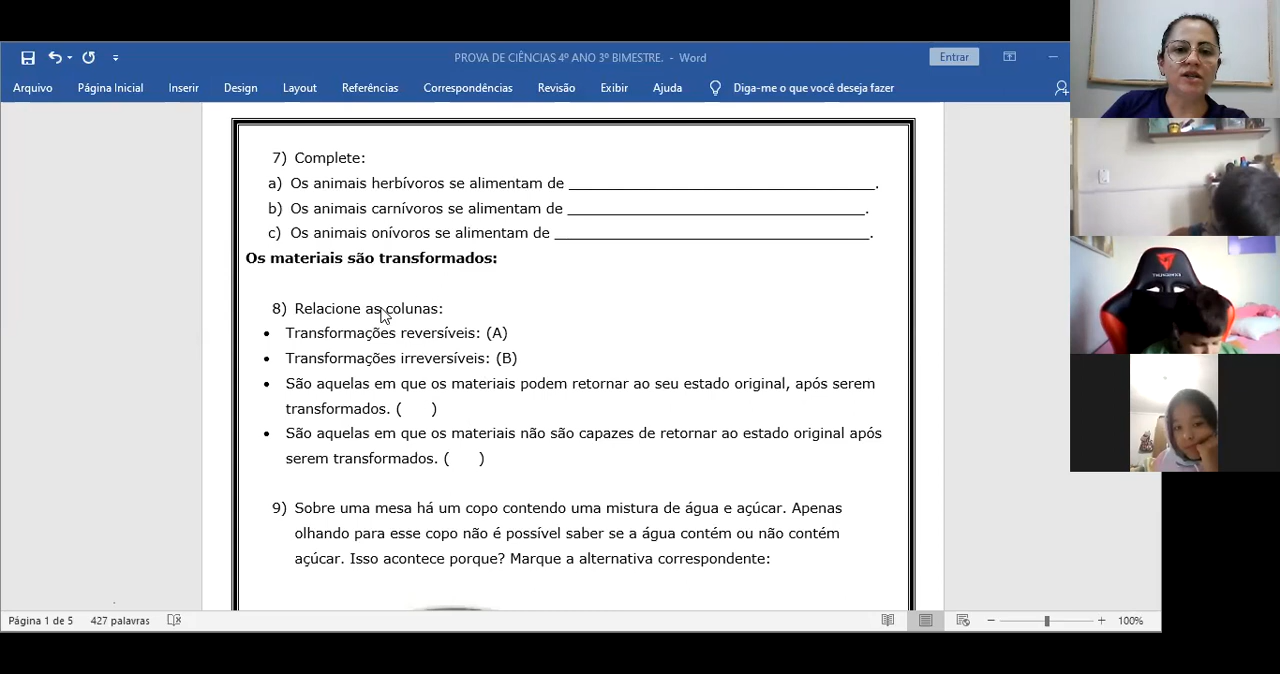 PROVA DE CIÊNCIAS 4º ANO 3º BIMESTRE. - Word
Entrar
Arquivo Página Inicial Inserir Design Layout Referências Correspondências Revisão Exibir Ajuda Diga-me o que você deseja fazer
7) Complete:
a) Os animais herbívoros se alimentam de ___________________________________.
b) Os animais carnívoros se alimentam de __________________________________.
c) Os animais onívoros se alimentam de ____________________________________.
Os materiais são transformados:
8) Relacione as colunas:
• Transformações reversíveis: (A)
• Transformações irreversíveis: (B)
• São aquelas em que os materiais podem retornar ao seu estado original, após serem
transformados. (    )
• São aquelas em que os materiais não são capazes de retornar ao estado original após
serem transformados. (    )
9) Sobre uma mesa há um copo contendo uma mistura de água e açúcar. Apenas
olhando para esse copo não é possível saber se a água contém ou não contém
açúcar. Isso acontece porque? Marque a alternativa correspondente:
Página 1 de 5 427 palavras 100%